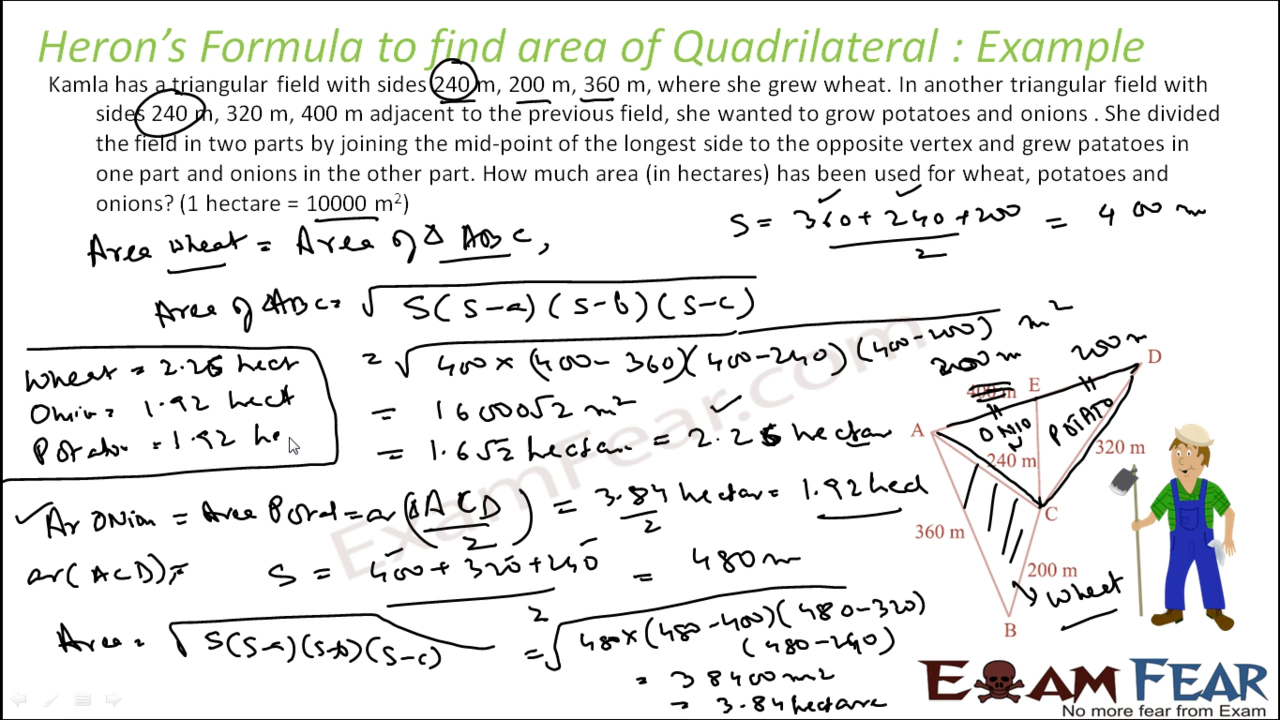 Heron's Formula to find area of Quadrilateral : Example
Kamla has a triangular field with sides 240 m, 200 m, 360 m, where she grew wheat. In another triangular field with
sides 240 m, 320 m, 400 m adjacent to the previous field, she wanted to grow potatoes and onions . She divided
the field in two parts by joining the mid-point of the longest side to the opposite vertex and grew patatoes in
one part and onions in the other part. How much area (in hectares) has been used for wheat, potatoes and
onions? (1 hectare = 10000 m²)
S = 360+240+200 / 2 = 400 m
Area wheat = Area of Δ ABC,
Area of ΔABC = √S(S-a)(S-b)(S-c)
= √400×(400-360)(400-240)(400-200) m²
= 16000√2 m²
= 1.6√2 hectare = 2.26 hectare
Wheat = 2.26 hect
Onion = 1.92 hect
Potato = 1.92 he
Ar Onion = Area Potat = ar(ΔACD / 2) = 3.84 hectare / 2 = 1.92 hect
ar(ACD) =
S = 400+320+240 / 2 = 480 m
Area = √S(S-a)(S-b)(S-c) = √480×(480-400)(480-320)
(480-240)
= 38400 m²
= 3.84 hectare
200 m
200 m
D
400 m
E
A
ONION
POTATO
240 m
320 m
C
360 m
200 m
wheat
B
ExamFear.com
EXAM FEAR
No more fear from Exam